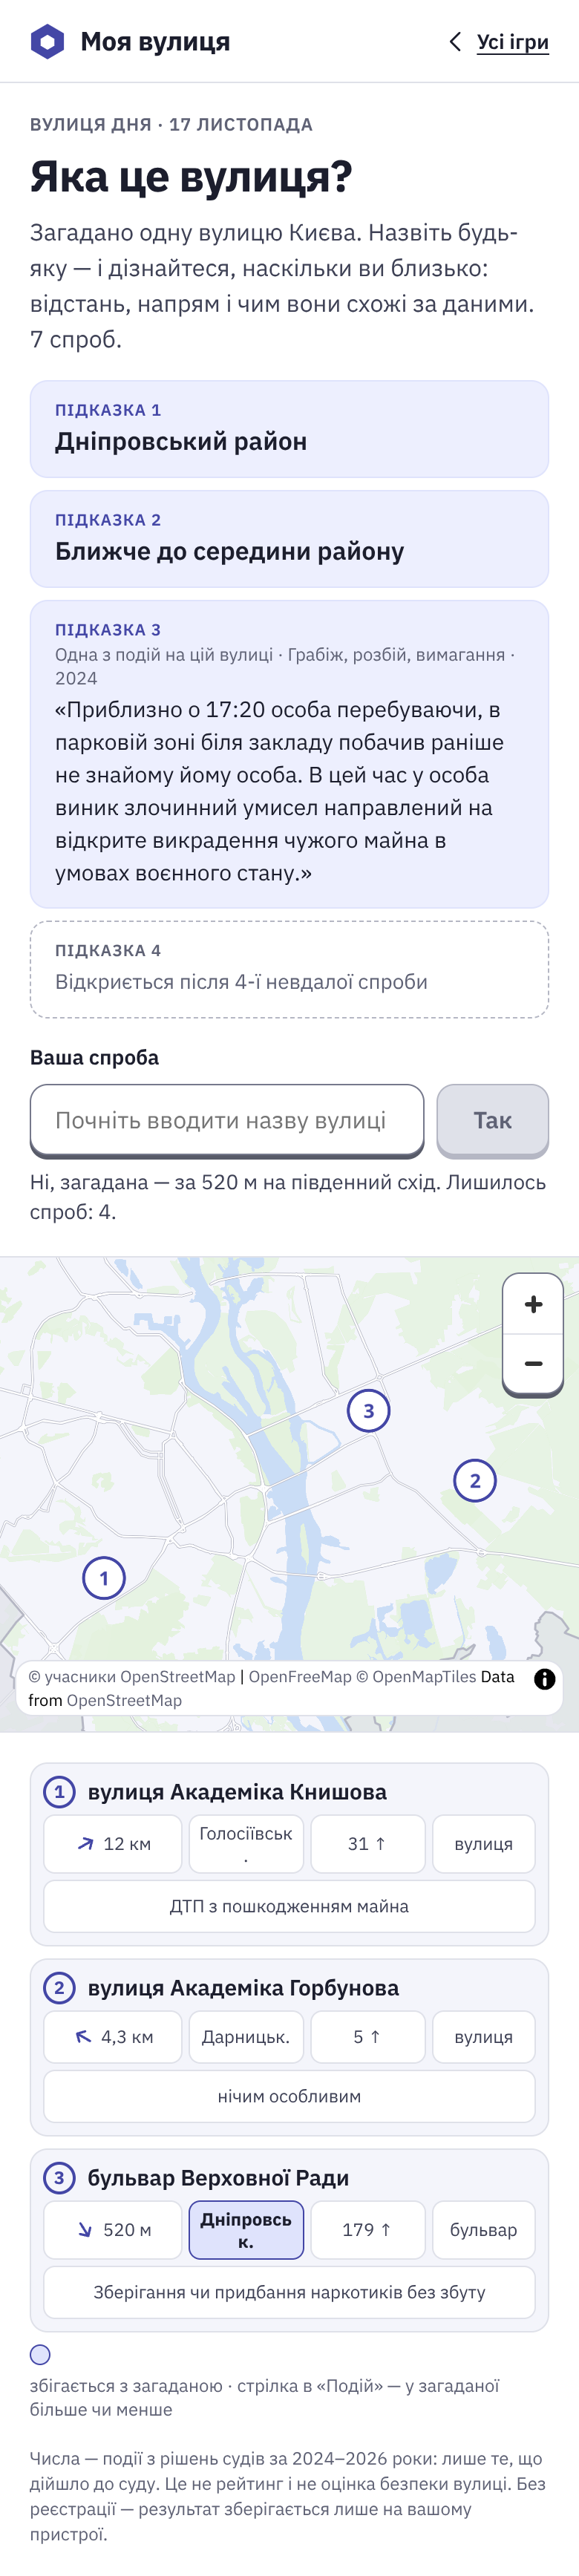 Моя вулиця
Усі ігри
ВУЛИЦЯ ДНЯ · 17 ЛИСТОПАДА
Яка це вулиця?
Загадано одну вулицю Києва. Назвіть будь-
яку — і дізнайтеся, наскільки ви близько:
відстань, напрям і чим вони схожі за даними.
7 спроб.
ПІДКАЗКА 1
Дніпровський район
ПІДКАЗКА 2
Ближче до середини району
ПІДКАЗКА 3
Одна з подій на цій вулиці · Грабіж, розбій, вимагання ·
2024
«Приблизно о 17:20 особа перебуваючи, в
парковій зоні біля закладу побачив раніше
не знайому йому особа. В цей час у особа
виник злочинний умисел направлений на
відкрите викрадення чужого майна в
умовах воєнного стану.»
ПІДКАЗКА 4
Відкриється після 4-ї невдалої спроби
Ваша спроба
Почніть вводити назву вулиці
Так
Ні, загадана — за 520 м на південний схід. Лишилось
спроб: 4.
+
−
3
2
1
© учасники OpenStreetMap | OpenFreeMap © OpenMapTiles Data
from OpenStreetMap
1 вулиця Академіка Книшова
↗ 12 км
Голосіївськ
.
31 ↑
вулиця
ДТП з пошкодженням майна
2 вулиця Академіка Горбунова
↖ 4,3 км
Дарницьк.
5 ↑
вулиця
нічим особливим
3 бульвар Верховної Ради
↘ 520 м
Дніпровсь
к.
179 ↑
бульвар
Зберігання чи придбання наркотиків без збуту
збігається з загаданою · стрілка в «Подій» — у загаданої
більше чи менше
Числа — події з рішень судів за 2024–2026 роки: лише те, що
дійшло до суду. Це не рейтинг і не оцінка безпеки вулиці. Без
реєстрації — результат зберігається лише на вашому
пристрої.